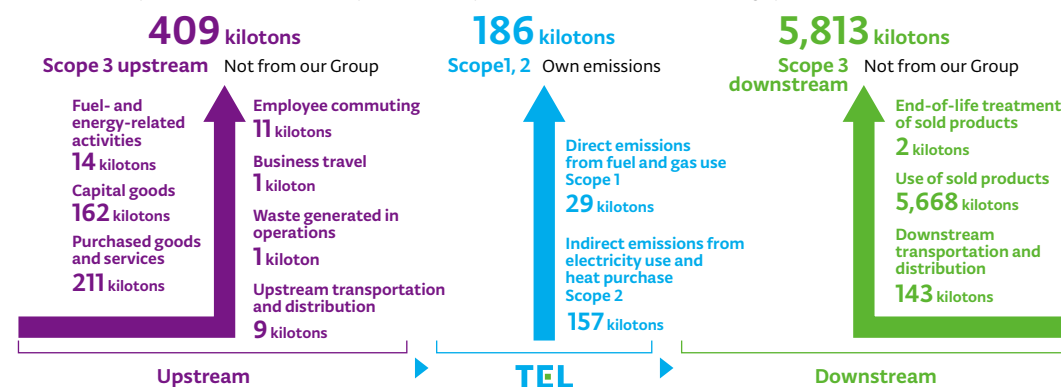 409 kilotons
Scope 3 upstream Not from our Group
Fuel- and
energy-related
activities
14 kilotons
Capital goods
162 kilotons
Purchased goods
and services
211 kilotons
Employee commuting
11 kilotons
Business travel
1 kiloton
Waste generated in
operations
1 kiloton
Upstream transportation
and distribution
9 kilotons
Upstream
186 kilotons
Scope1, 2 Own emissions
Direct emissions
from fuel and gas use
Scope 1
29 kilotons
Indirect emissions from
electricity use and
heat purchase
Scope 2
157 kilotons
TEL
5,813 kilotons
Scope 3 Not from our Group
downstream
End-of-life treatment
of sold products
2 kilotons
Use of sold products
5,668 kilotons
Downstream
transportation and
distribution
143 kilotons
Downstream